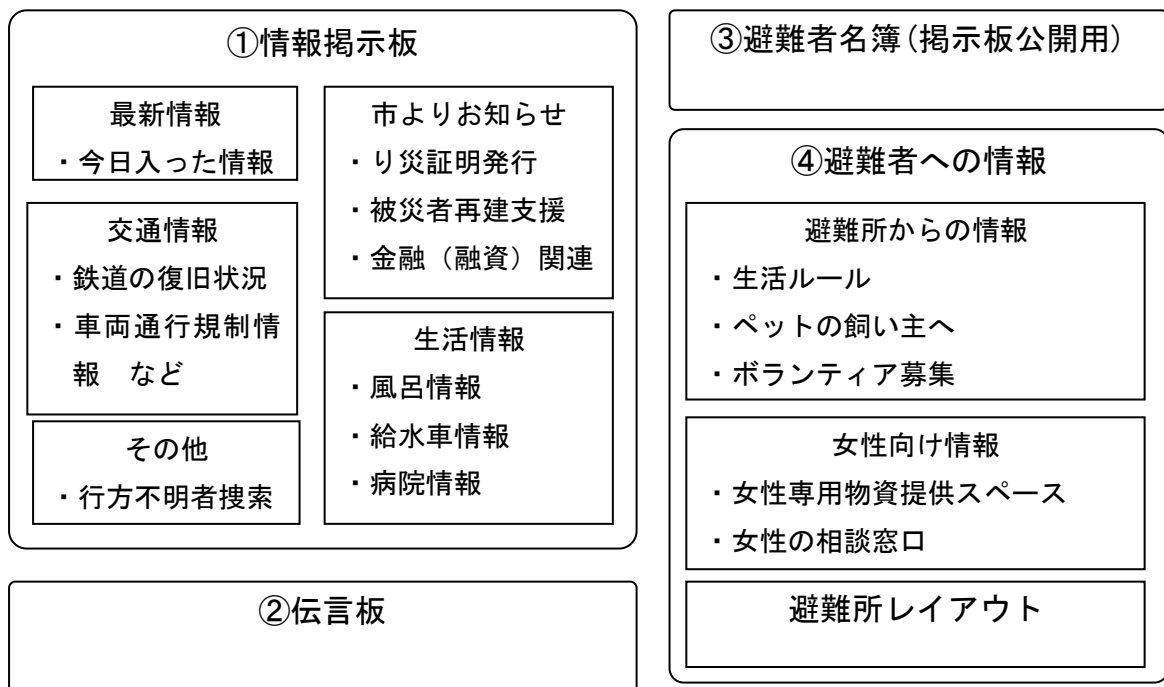 ①情報掲示板
最新情報
・今日入った情報
交通情報
・鉄道の復旧状況
・車両通行規制情
報　など
その他
・行方不明者捜索
市よりお知らせ
・り災証明発行
・被災者再建支援
・金融（融資）関連
生活情報
・風呂情報
・給水車情報
・病院情報
②伝言板
③避難者名簿(掲示板公開用)
④避難者への情報
避難所からの情報
・生活ルール
・ペットの飼い主へ
・ボランティア募集
女性向け情報
・女性専用物資提供スペース
・女性の相談窓口
避難所レイアウト